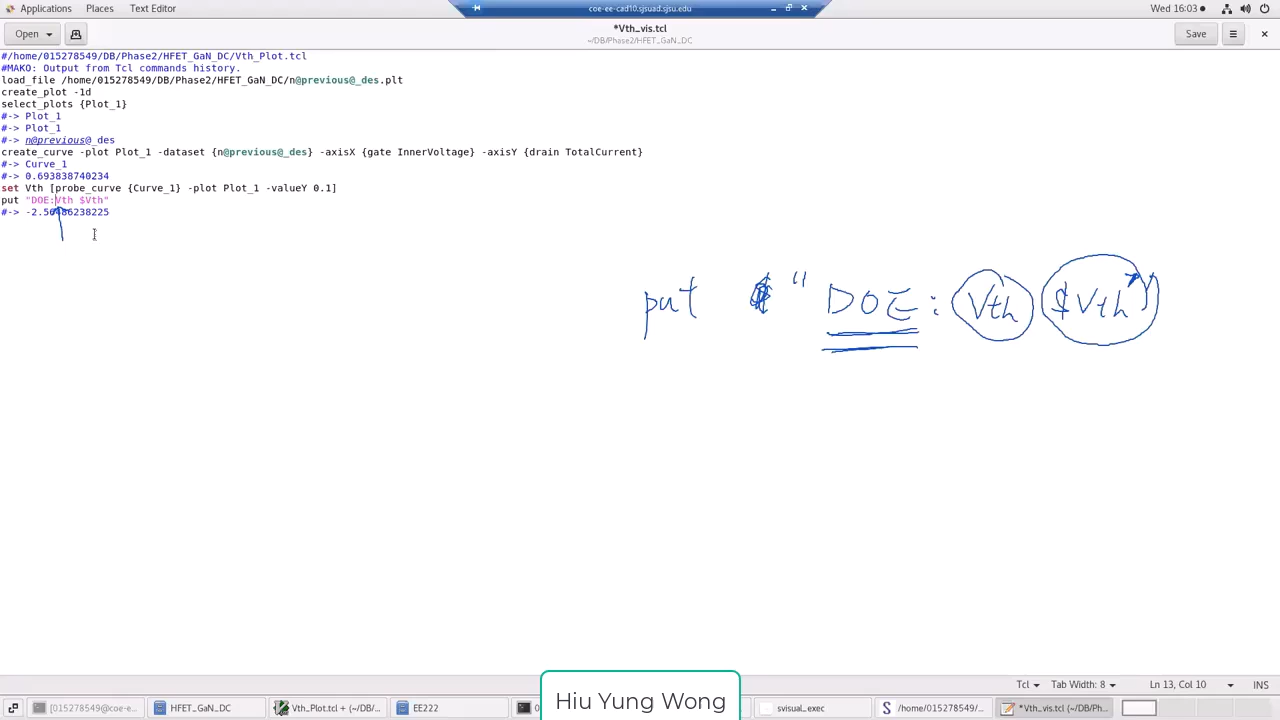 Applications Places Text Editor
coe-ee-cad10.sjsuad.sjsu.edu
Wed 16:03
Open
*Vth_vis.tcl
~/DB/Phase2/HFET_GaN_DC
Save
#/home/015278549/DB/Phase2/HFET_GaN_DC/Vth_Plot.tcl
#MAKO: Output from Tcl commands history.
load_file /home/015278549/DB/Phase2/HFET_GaN_DC/n@previous@_des.plt
create_plot -1d
select_plots {Plot_1}
#-> Plot_1
#-> Plot_1
#-> n@previous@_des
create_curve -plot Plot_1 -dataset {n@previous@_des} -axisX {gate InnerVoltage} -axisY {drain TotalCurrent}
#-> Curve_1
#-> 0.693838740234
set Vth [probe_curve {Curve_1} -plot Plot_1 -valueY 0.1]
put "DOE:Vth $Vth"
#-> -2.56486238225
put " DOE : Vth $Vth "
Tcl Tab Width: 8 Ln 13, Col 10 INS
[015278549@coe-e... HFET_GaN_DC Vth_Plot.tcl + (~/DB/... EE222 0 svisual_exec /home/015278549/... *Vth_vis.tcl (~/DB/Ph...
Hiu Yung Wong